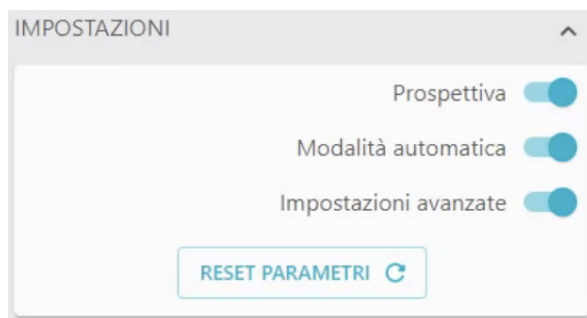 IMPOSTAZIONI
Prospettiva
Modalità automatica
Impostazioni avanzate
RESET PARAMETRI